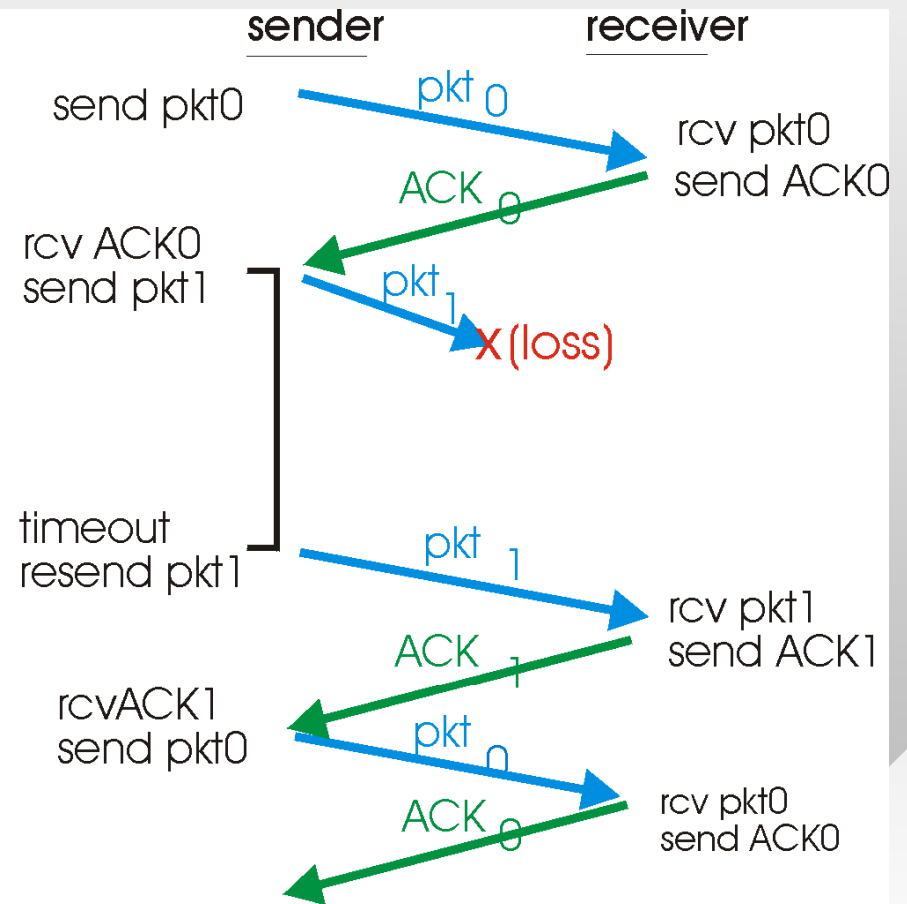 sender
receiver
send pkt0
pkt 0
rcv pkt0
send ACK0
ACK 0
rcv ACK0
send pkt1
pkt 1
X (loss)
timeout
resend pkt1
pkt 1
rcv pkt1
send ACK1
ACK 1
rcvACK1
send pkt0
pkt 0
rcv pkt0
send ACK0
ACK 0